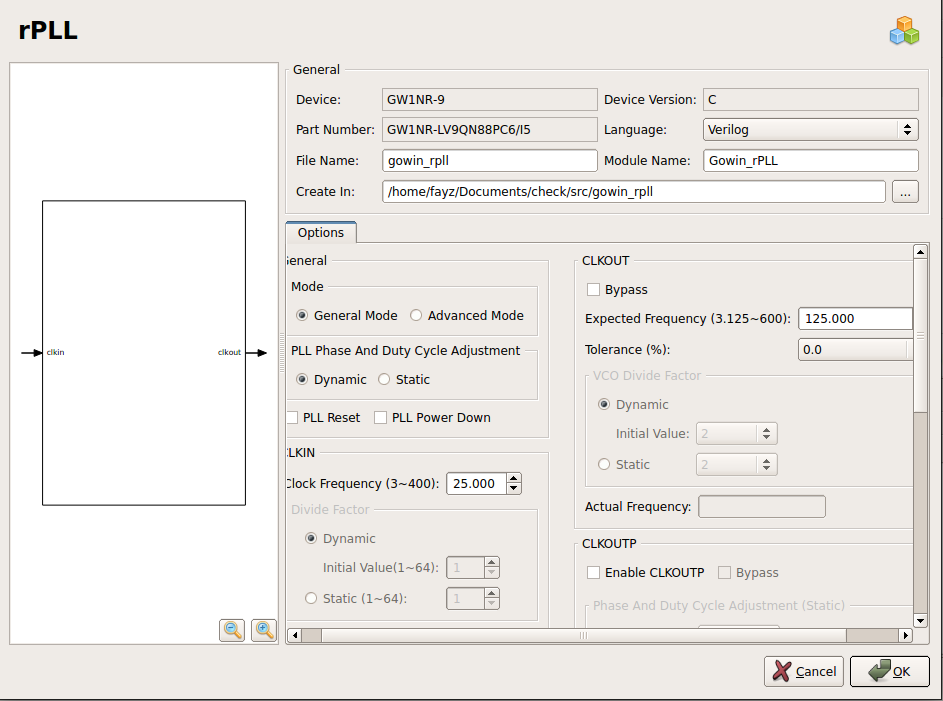 rPLL
General
Device: GW1NR-9 Device Version: C
Part Number: GW1NR-LV9QN88PC6/I5 Language: Verilog
File Name: gowin_rpll Module Name: Gowin_rPLL
Create In: /home/fayz/Documents/check/src/gowin_rpll ...
clkin clkout
Options
eneral
Mode
General Mode Advanced Mode
PLL Phase And Duty Cycle Adjustment
Dynamic Static
PLL Reset PLL Power Down
LKIN
Clock Frequency (3~400): 25.000
Divide Factor
Dynamic
Initial Value(1~64): 1
Static (1~64): 1
CLKOUT
Bypass
Expected Frequency (3.125~600): 125.000
Tolerance (%): 0.0
VCO Divide Factor
Dynamic
Initial Value: 2
Static 2
Actual Frequency:
CLKOUTP
Enable CLKOUTP Bypass
Phase And Duty Cycle Adjustment (Static)
Cancel OK